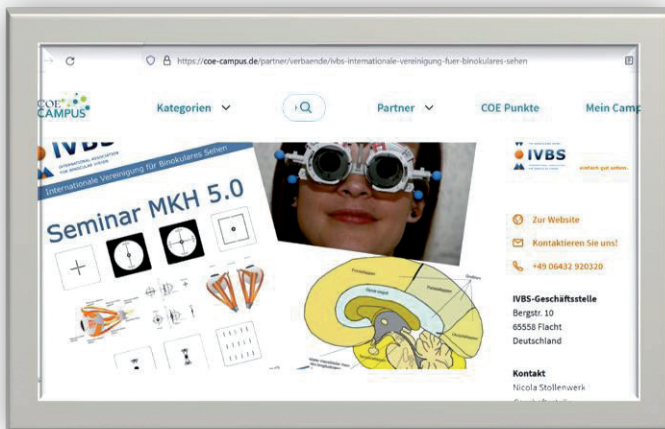 https://coe-campus.de/partner/verbaende/ivbs-internationale-vereinigung-fuer-binokulares-sehen
COE
CAMPUS
Kategorien
Partner
COE Punkte
Mein Camp
IVBS
INTERNATIONAL ASSOCIATION
FOR BINOCULAR VISION
Internationale Vereinigung für Binokulares Sehen
Seminar MKH 5.0
IVBS
einfach gut sehen.
Zur Website
Kontaktieren Sie uns!
+49 06432 920320
IVBS-Geschäftsstelle
Bergstr. 10
65558 Flacht
Deutschland
Kontakt
Nicola Stollenwerk